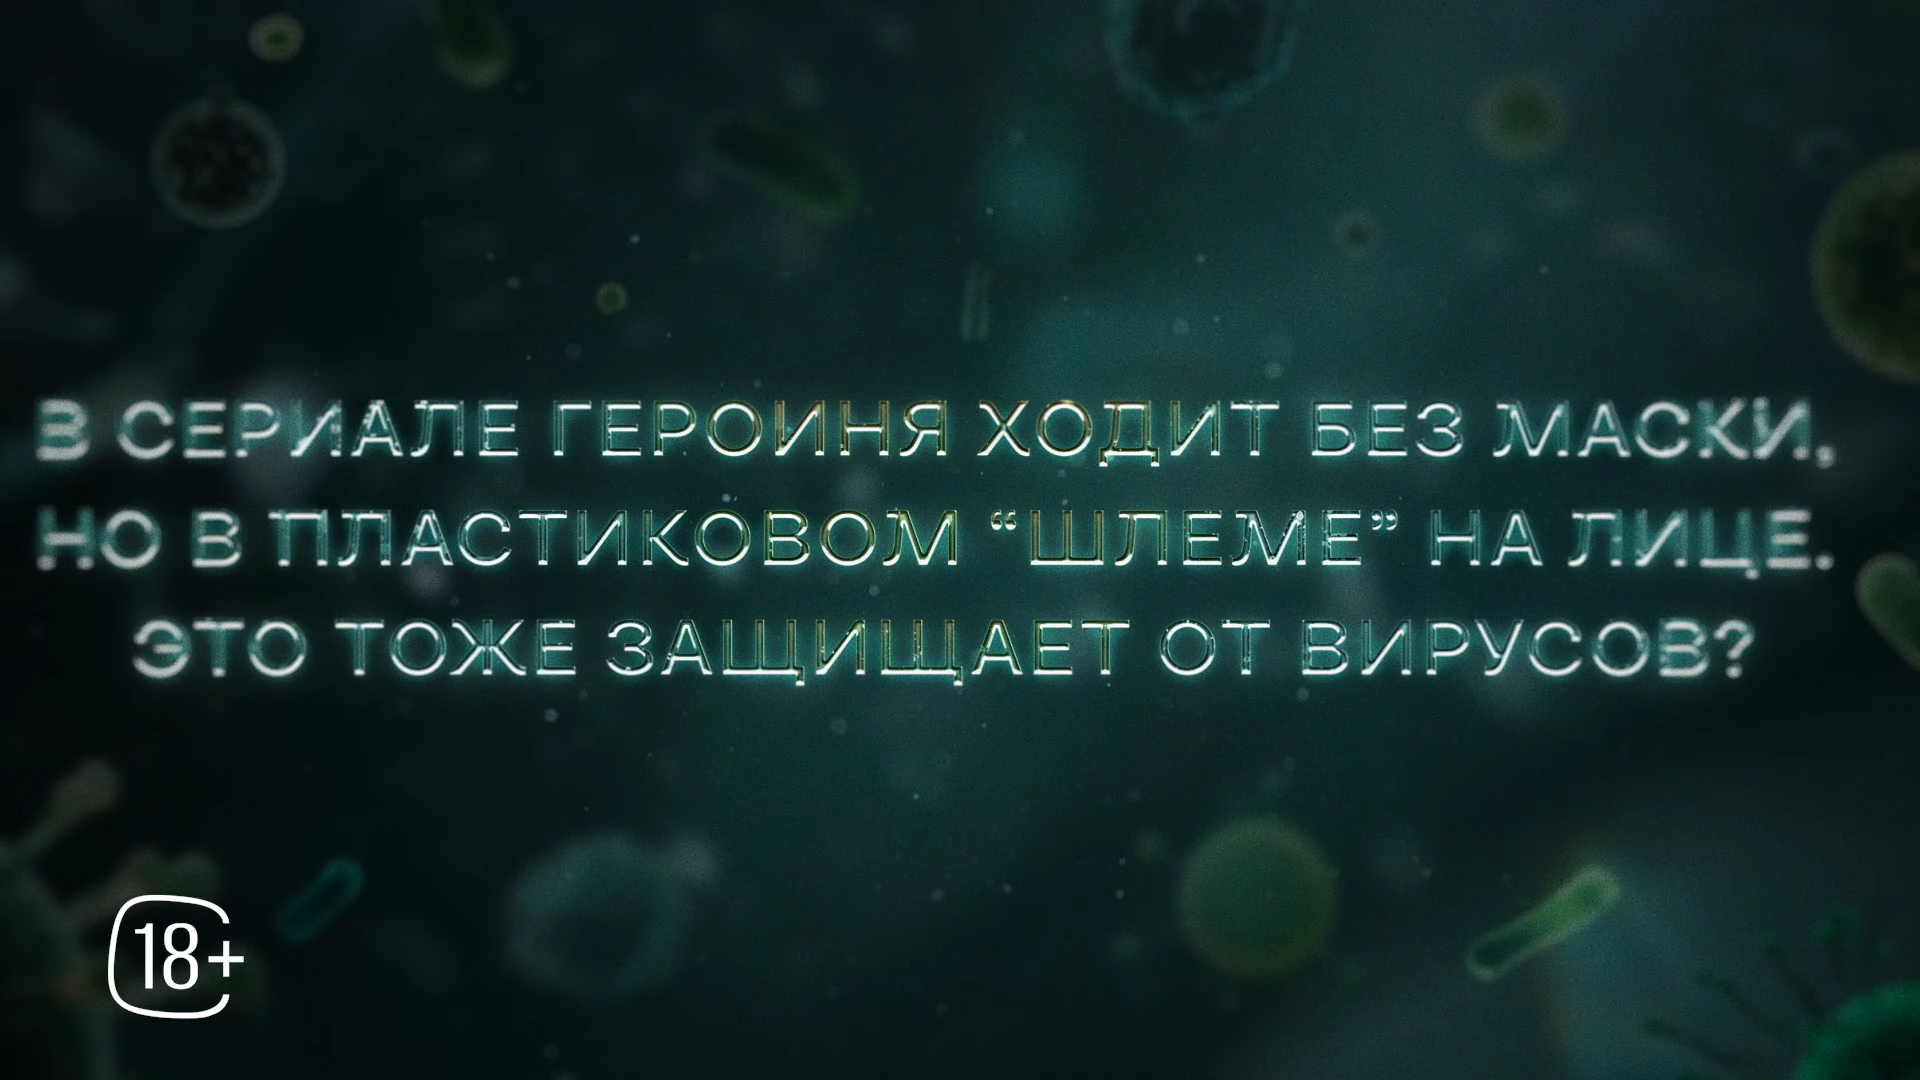 В СЕРИАЛЕ ГЕРОИНЯ ХОДИТ БЕЗ МАСКИ,
НО В ПЛАСТИКОВОМ “ШЛЕМЕ” НА ЛИЦЕ.
ЭТО ТОЖЕ ЗАЩИЩАЕТ ОТ ВИРУСОВ?
18+